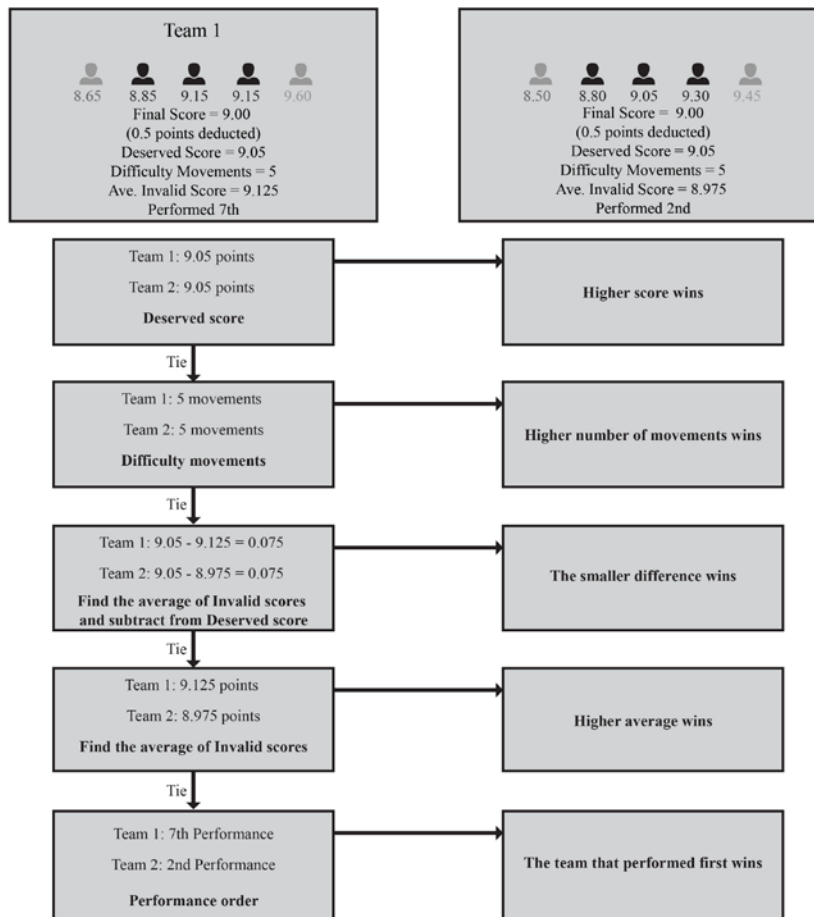 Team 1
8.65 8.85 9.15 9.15 9.60
Final Score = 9.00
(0.5 points deducted)
Deserved Score = 9.05
Difficulty Movements = 5
Ave. Invalid Score = 9.125
Performed 7th
8.50 8.80 9.05 9.30 9.45
Final Score = 9.00
(0.5 points deducted)
Deserved Score = 9.05
Difficulty Movements = 5
Ave. Invalid Score = 8.975
Performed 2nd
Team 1: 9.05 points
Team 2: 9.05 points
Deserved score
Higher score wins
Tie
Team 1: 5 movements
Team 2: 5 movements
Difficulty movements
Higher number of movements wins
Tie
Team 1: 9.05 - 9.125 = 0.075
Team 2: 9.05 - 8.975 = 0.075
Find the average of Invalid scores
and subtract from Deserved score
The smaller difference wins
Tie
Team 1: 9.125 points
Team 2: 8.975 points
Find the average of Invalid scores
Higher average wins
Tie
Team 1: 7th Performance
Team 2: 2nd Performance
Performance order
The team that performed first wins